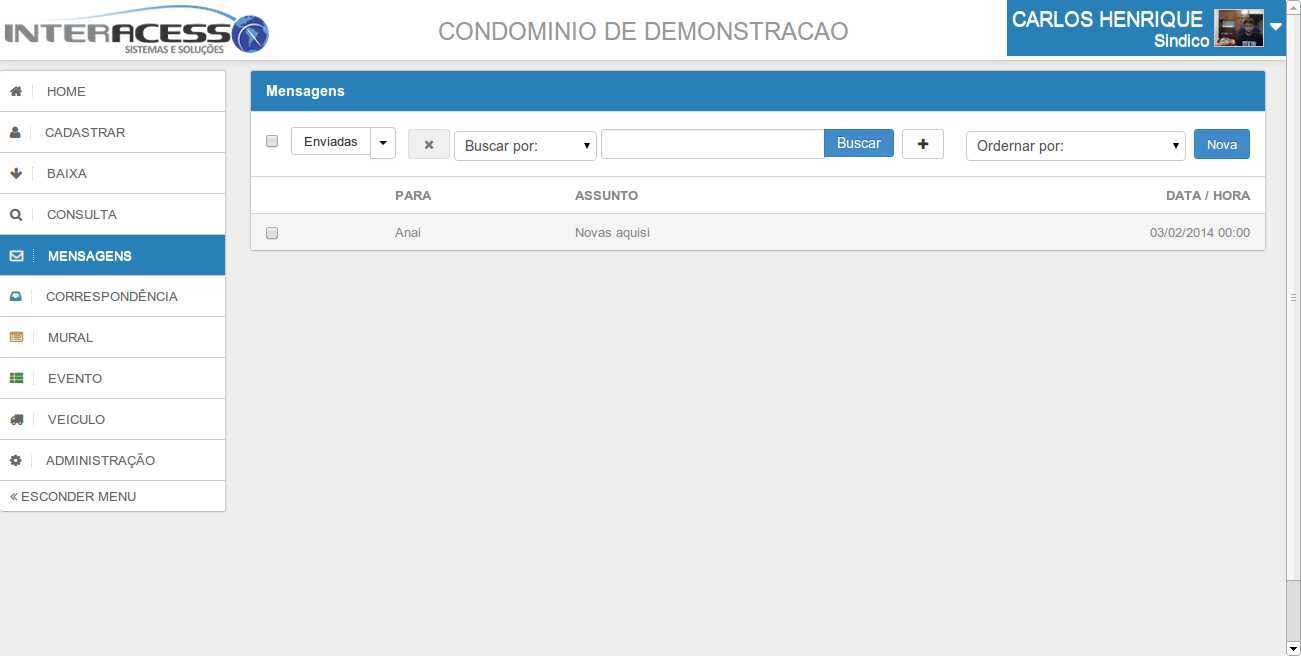 INTERACESSO
SISTEMAS E SOLUÇÕES
CONDOMINIO DE DEMONSTRACAO
CARLOS HENRIQUE
Sindico
HOME
CADASTRAR
BAIXA
CONSULTA
MENSAGENS
CORRESPONDÊNCIA
MURAL
EVENTO
VEICULO
ADMINISTRAÇÃO
« ESCONDER MENU
Mensagens
Enviadas Buscar por: Buscar Ordernar por: Nova
PARA ASSUNTO DATA / HORA
Anai Novas aquisi 03/02/2014 00:00